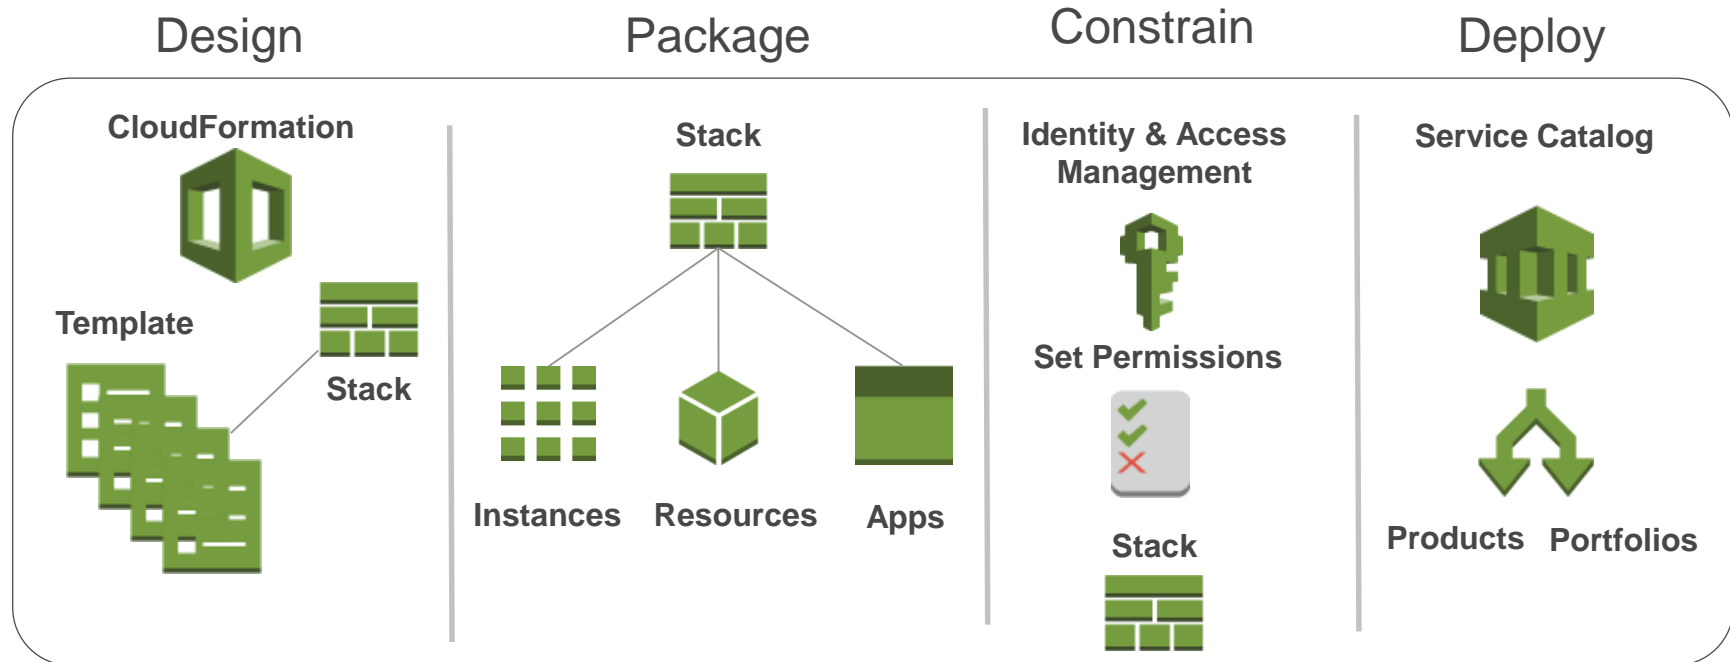 Design
Package
Constrain
Deploy
CloudFormation
Template
Stack
Stack
Instances
Resources
Apps
Identity & Access
Management
Set Permissions
Stack
Service Catalog
Products
Portfolios